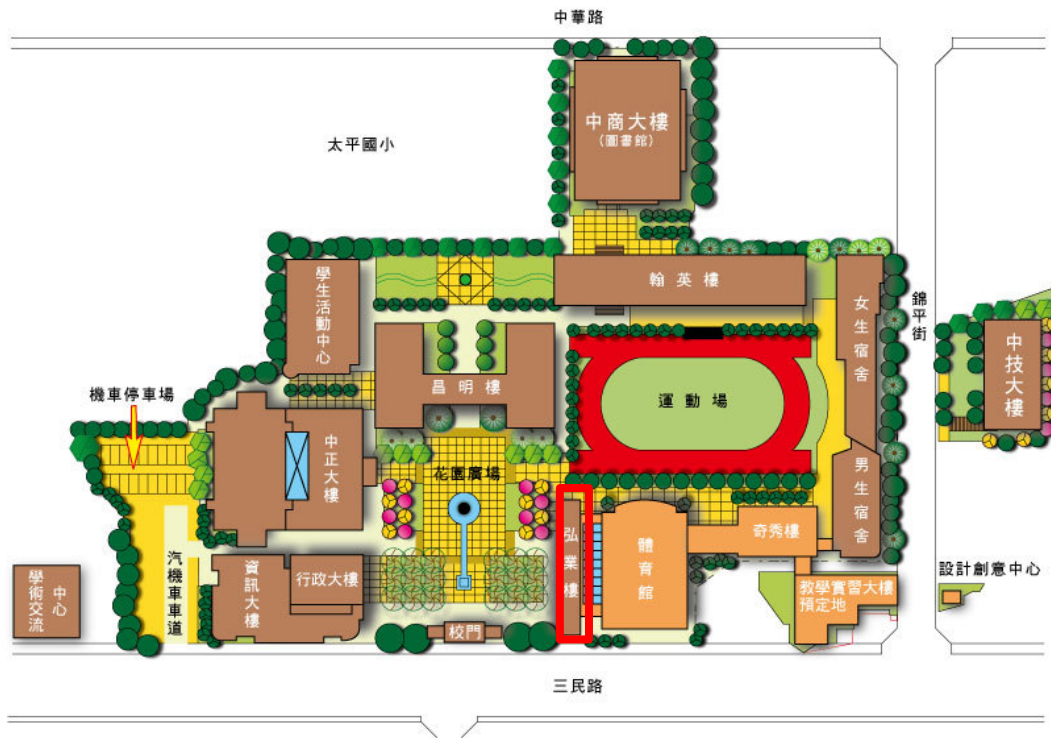 中華路
中商大樓
(圖書館)
太平國小
翰英樓
學生活動中心
女生宿舍
錦平街
中技大樓
昌明樓
運動場
機車停車場
中正大樓
花園廣場
男生宿舍
弘業樓
體育館
奇秀樓
汽機車車道
資訊大樓
行政大樓
教學實習大樓
預定地
設計創意中心
中心
學術交流
校門
三民路